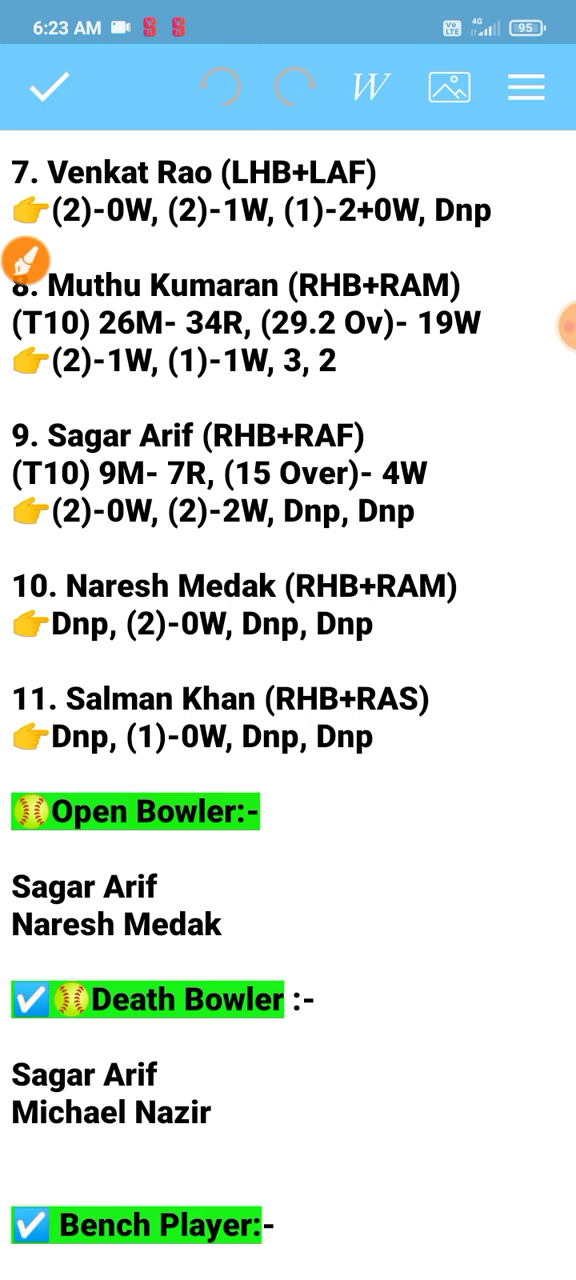 6:23 AM
Vo LTE 4G 95
W
7. Venkat Rao (LHB+LAF)
👉(2)-0W, (2)-1W, (1)-2+0W, Dnp
8. Muthu Kumaran (RHB+RAM)
(T10) 26M- 34R, (29.2 Ov)- 19W
👉(2)-1W, (1)-1W, 3, 2
9. Sagar Arif (RHB+RAF)
(T10) 9M- 7R, (15 Over)- 4W
👉(2)-0W, (2)-2W, Dnp, Dnp
10. Naresh Medak (RHB+RAM)
👉Dnp, (2)-0W, Dnp, Dnp
11. Salman Khan (RHB+RAS)
👉Dnp, (1)-0W, Dnp, Dnp
🥎Open Bowler:-
Sagar Arif
Naresh Medak
☑️🥎Death Bowler :-
Sagar Arif
Michael Nazir
☑️ Bench Player:-